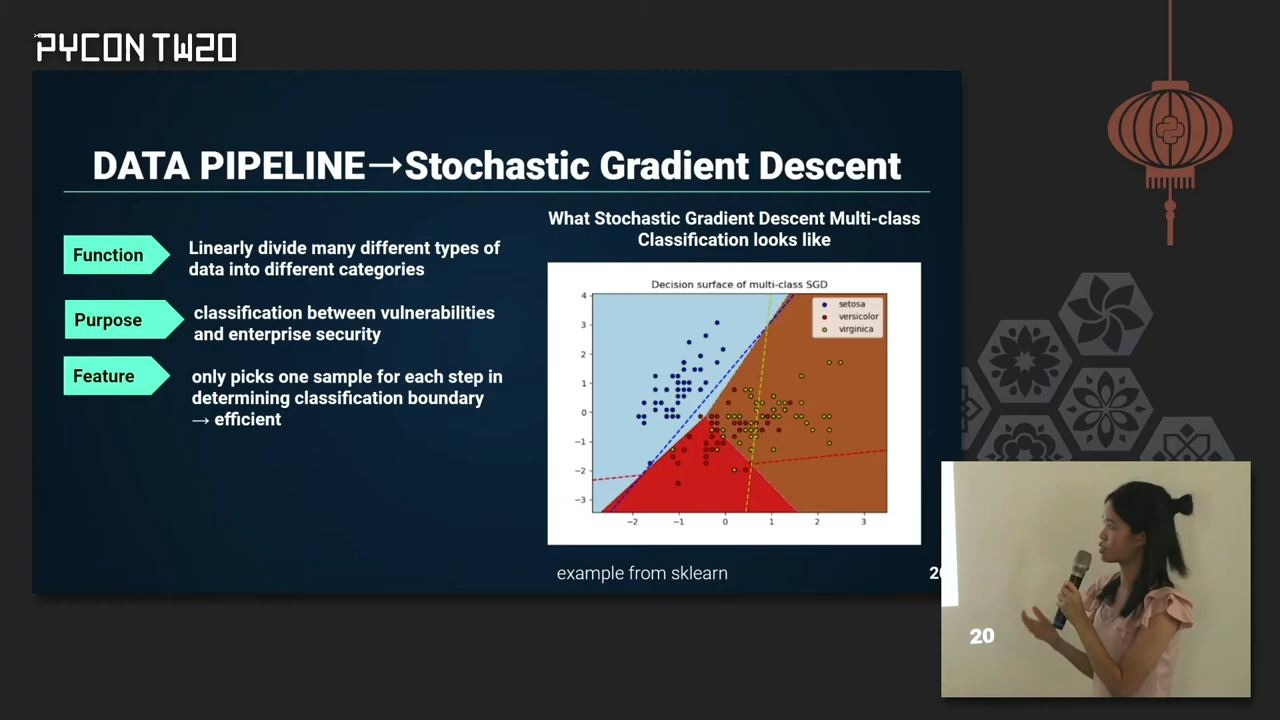 PYCON TW20
DATA PIPELINE→Stochastic Gradient Descent
Function
Linearly divide many different types of
data into different categories
Purpose
classification between vulnerabilities
and enterprise security
Feature
only picks one sample for each step in
determining classification boundary
→ efficient
What Stochastic Gradient Descent Multi-class
Classification looks like
Decision surface of multi-class SGD
setosa
versicolor
virginica
4
3
2
1
0
−1
−2
−3
−2
−1
0
1
2
3
example from sklearn
20